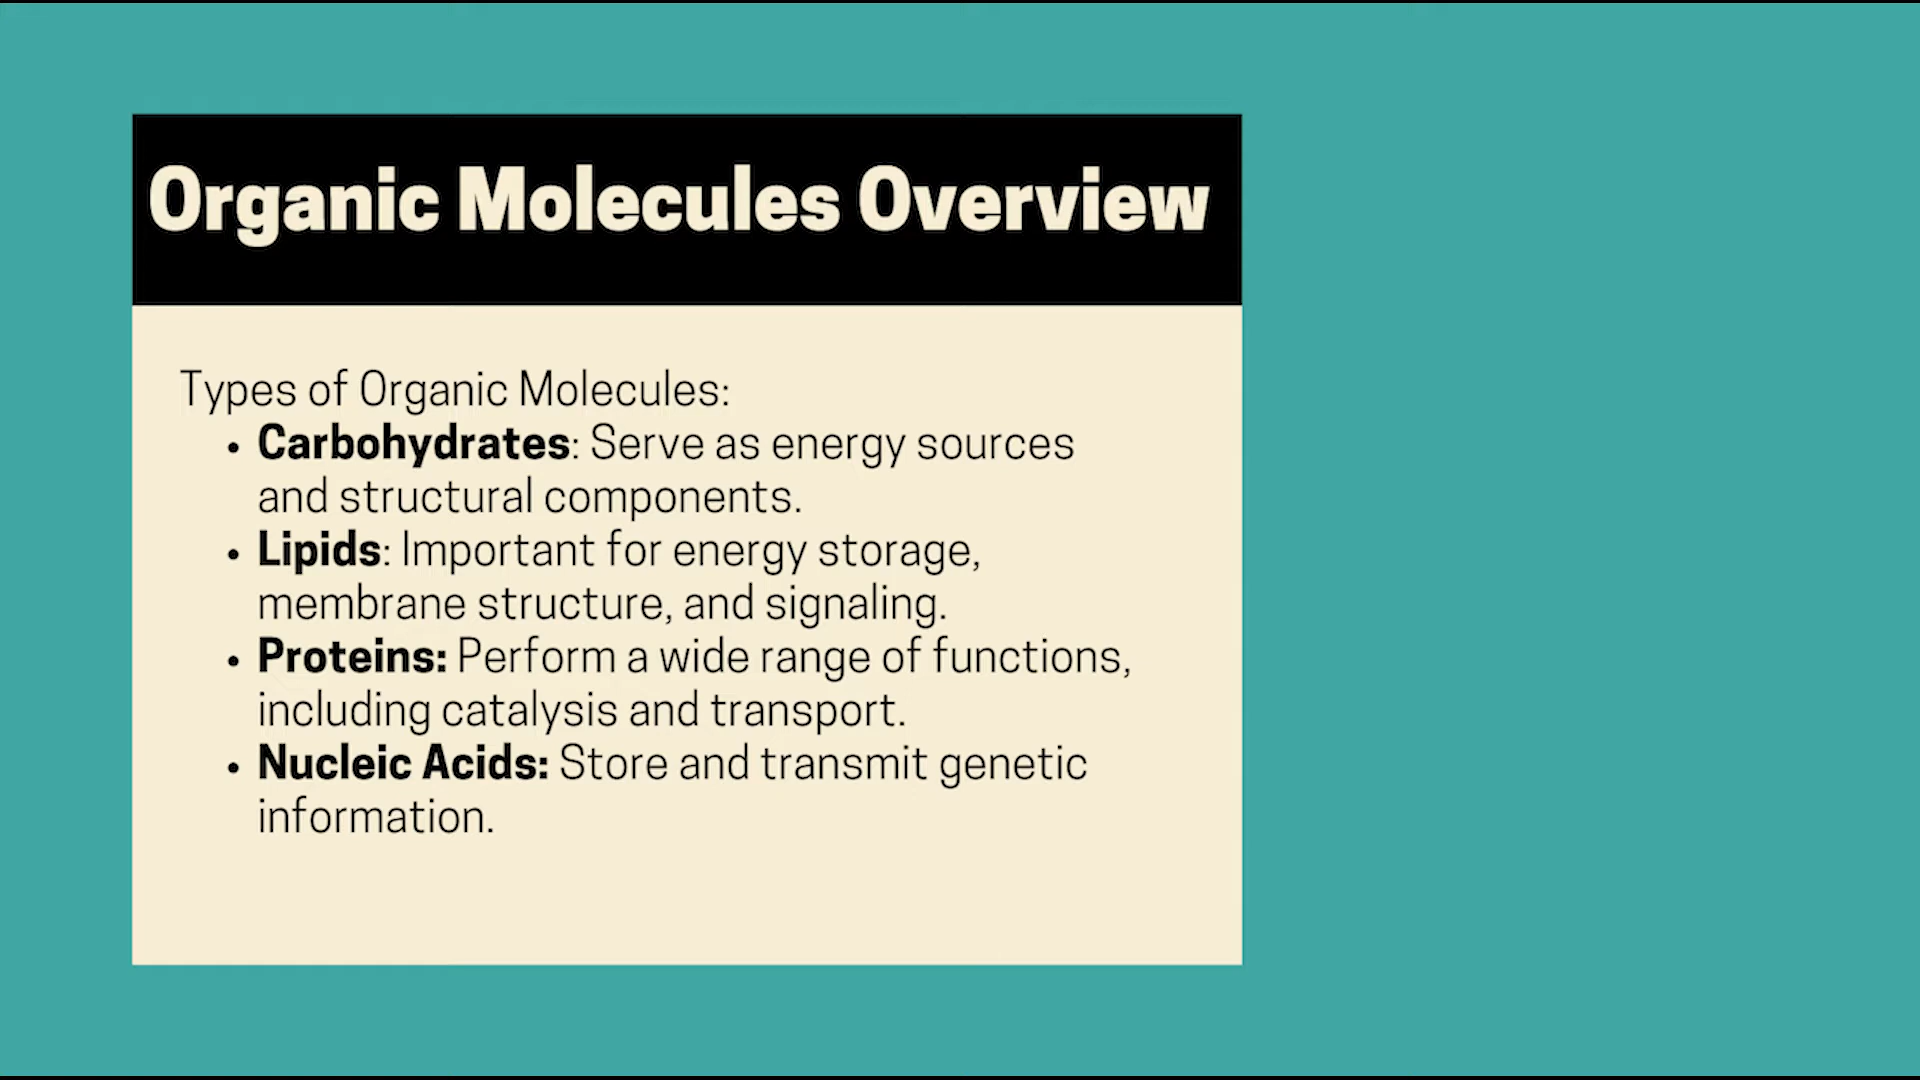 Organic Molecules Overview
Types of Organic Molecules:
• Carbohydrates: Serve as energy sources
and structural components.
• Lipids: Important for energy storage,
membrane structure, and signaling.
• Proteins: Perform a wide range of functions,
including catalysis and transport.
• Nucleic Acids: Store and transmit genetic
information.